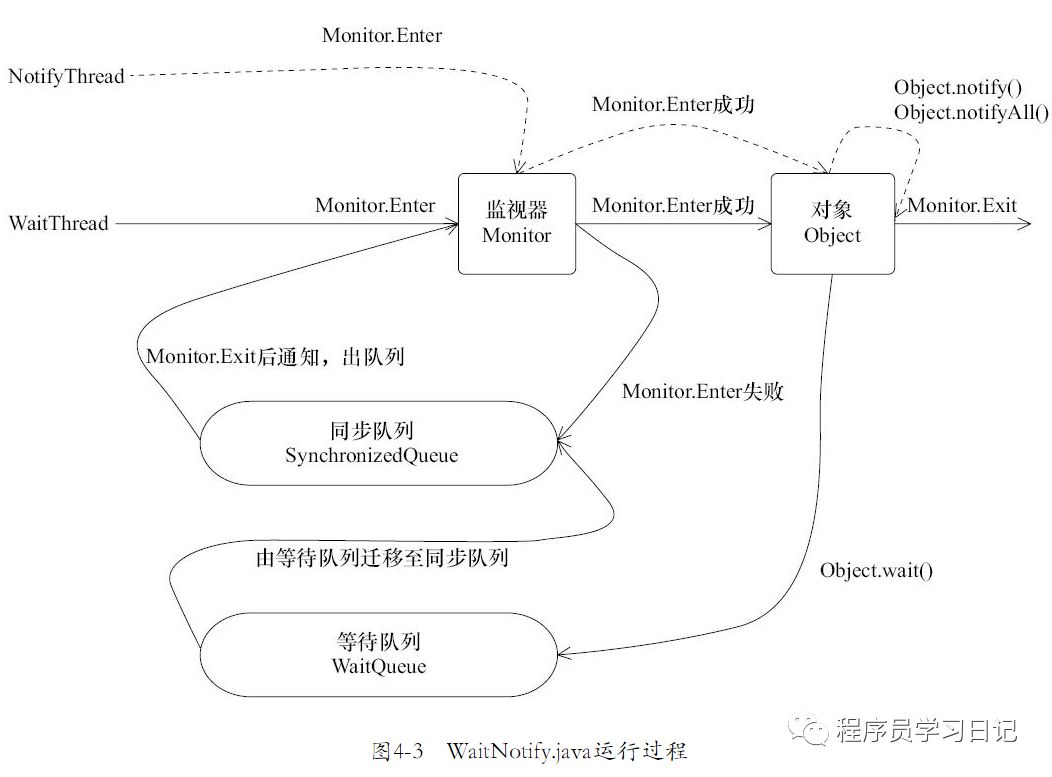 Monitor.Enter
NotifyThread
Object.notify()
Object.notifyAll()
Monitor.Enter成功
WaitThread
Monitor.Enter
监视器
Monitor
Monitor.Enter成功
对象
Object
Monitor.Exit
Monitor.Exit后通知，出队列
Monitor.Enter失败
同步队列
SynchronizedQueue
由等待队列迁移至同步队列
Object.wait()
等待队列
WaitQueue
程序员学习日记
图4-3 WaitNotify.java运行过程